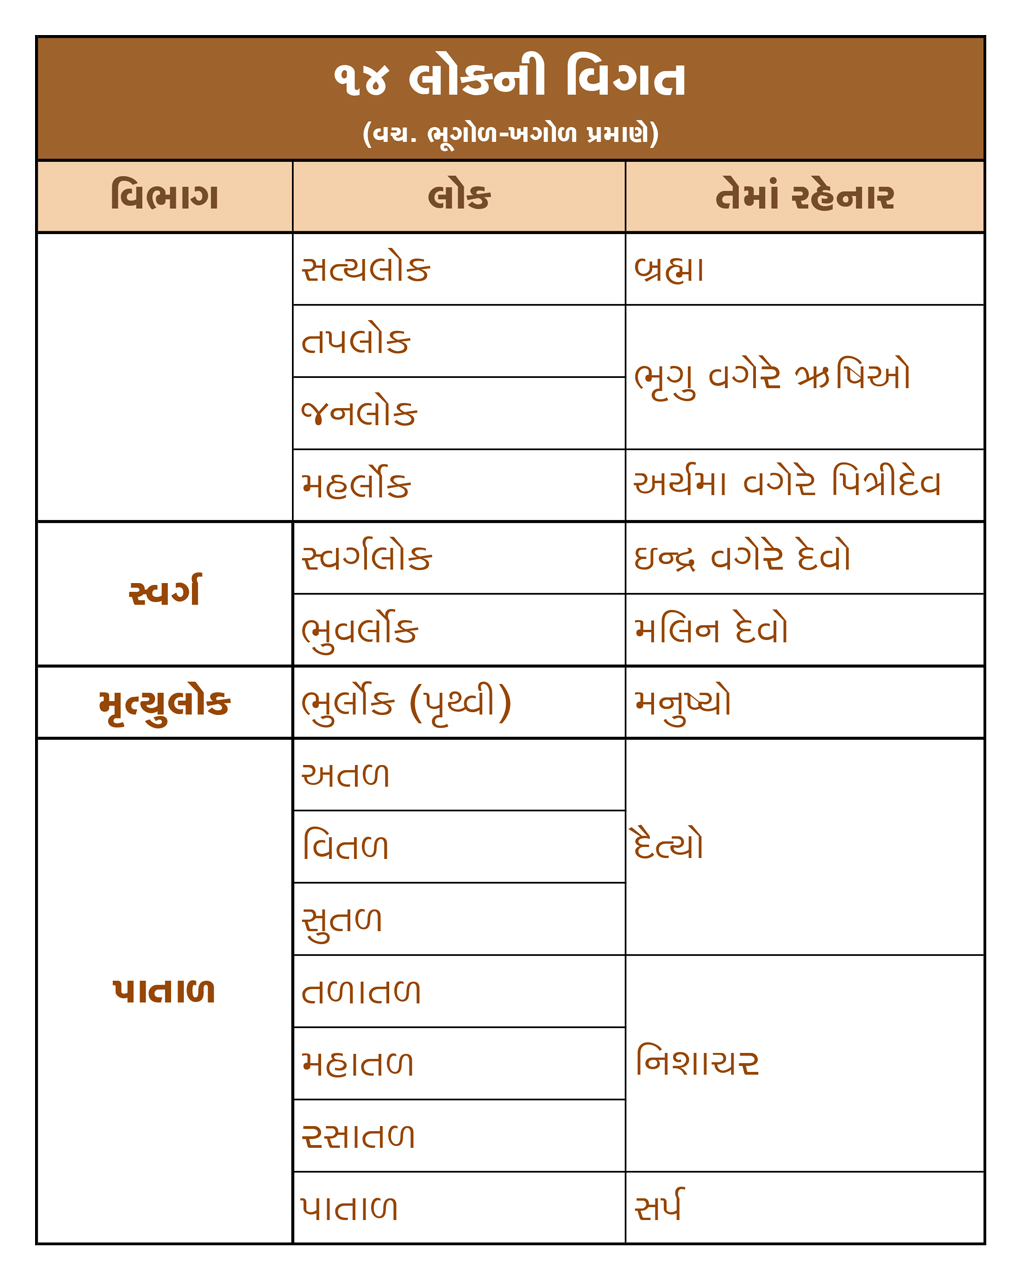 ૧૪ લોકની વિગત
(વચ. ભૂગોળ-ખગોળ પ્રમાણે)
વિભાગ લોક તેમાં રહેનાર
સત્યલોક બ્રહ્મા
તપલોક
ભૃગુ વગેરે ઋષિઓ
જનલોક
મહર્લોક અર્યમા વગેરે પિત્રીદેવ
સ્વર્ગ
સ્વર્ગલોક ઇન્દ્ર વગેરે દેવો
ભુવર્લોક મલિન દેવો
મૃત્યુલોક ભુર્લોક (પૃથ્વી) મનુષ્યો
પાતાળ
અતળ
વિતળ દૈત્યો
સુતળ
તળાતળ
મહાતળ નિશાચર
રસાતળ
પાતાળ સર્પ